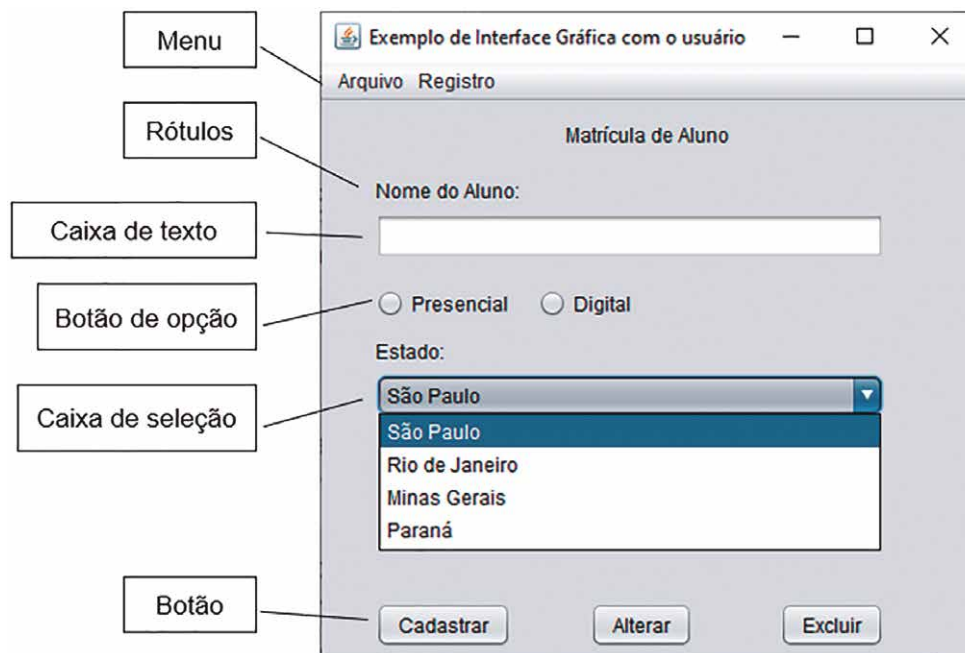 Menu
Exemplo de Interface Gráfica com o usuário
Arquivo Registro
Rótulos
Matrícula de Aluno
Nome do Aluno:
Caixa de texto
Botão de opção
Presencial Digital
Estado:
Caixa de seleção
São Paulo
São Paulo
Rio de Janeiro
Minas Gerais
Paraná
Botão
Cadastrar Alterar Excluir